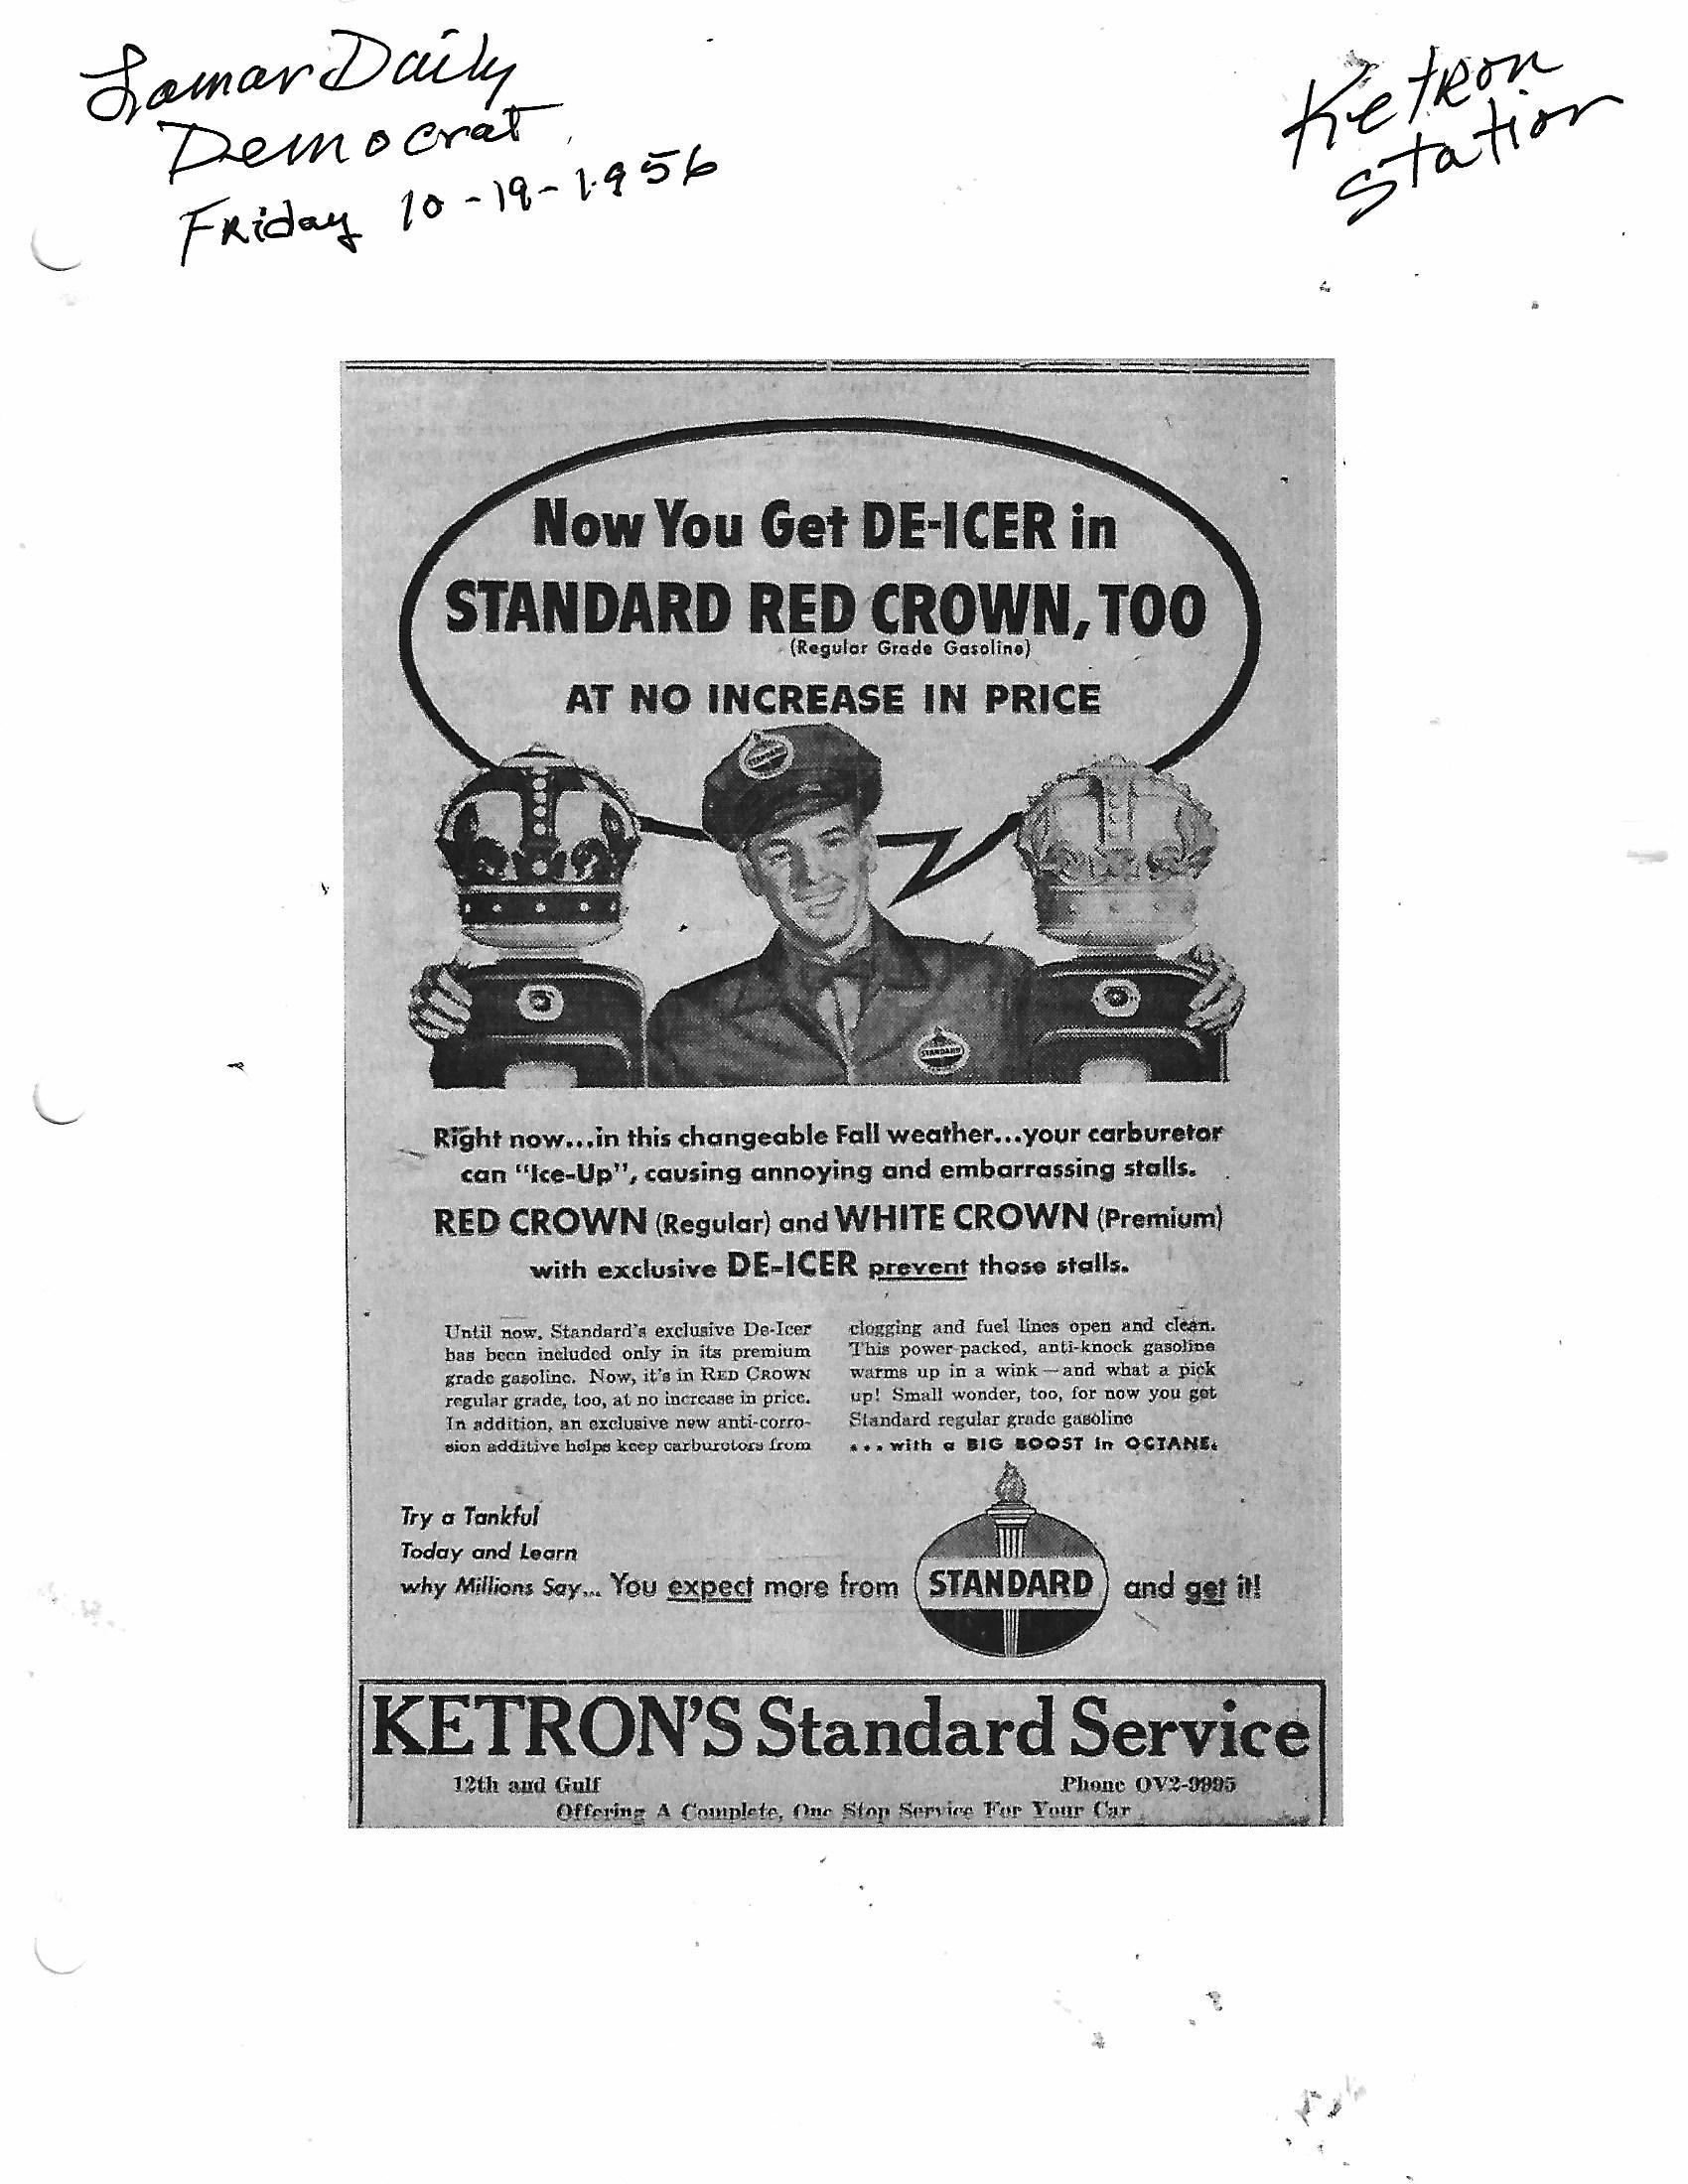 Lamar Daily
Democrat
Friday 10-19-1956
Ketron
Station
Now You Get DE-ICER in
STANDARD RED CROWN, TOO
(Regular Grade Gasoline)
AT NO INCREASE IN PRICE
STANDARD
STANDARD
Right now...in this changeable Fall weather...your carburetor
can "Ice-Up", causing annoying and embarrassing stalls.
RED CROWN (Regular) and WHITE CROWN (Premium)
with exclusive DE-ICER prevent those stalls.
Until now, Standard's exclusive De-Icer
has been included only in its premium
grade gasoline. Now, it's in RED CROWN
regular grade, too, at no increase in price.
In addition, an exclusive new anti-corro-
sion additive helps keep carburetors from
clogging and fuel lines open and clean.
This power-packed, anti-knock gasoline
warms up in a wink—and what a pick
up! Small wonder, too, for now you get
Standard regular grade gasoline
... with a BIG BOOST in OCTANE.
Try a Tankful
Today and Learn
why Millions Say... You expect more from STANDARD and get it!
KETRON'S Standard Service
12th and Gulf Phone OV2-9995
Offering A Complete, One Stop Service For Your Car